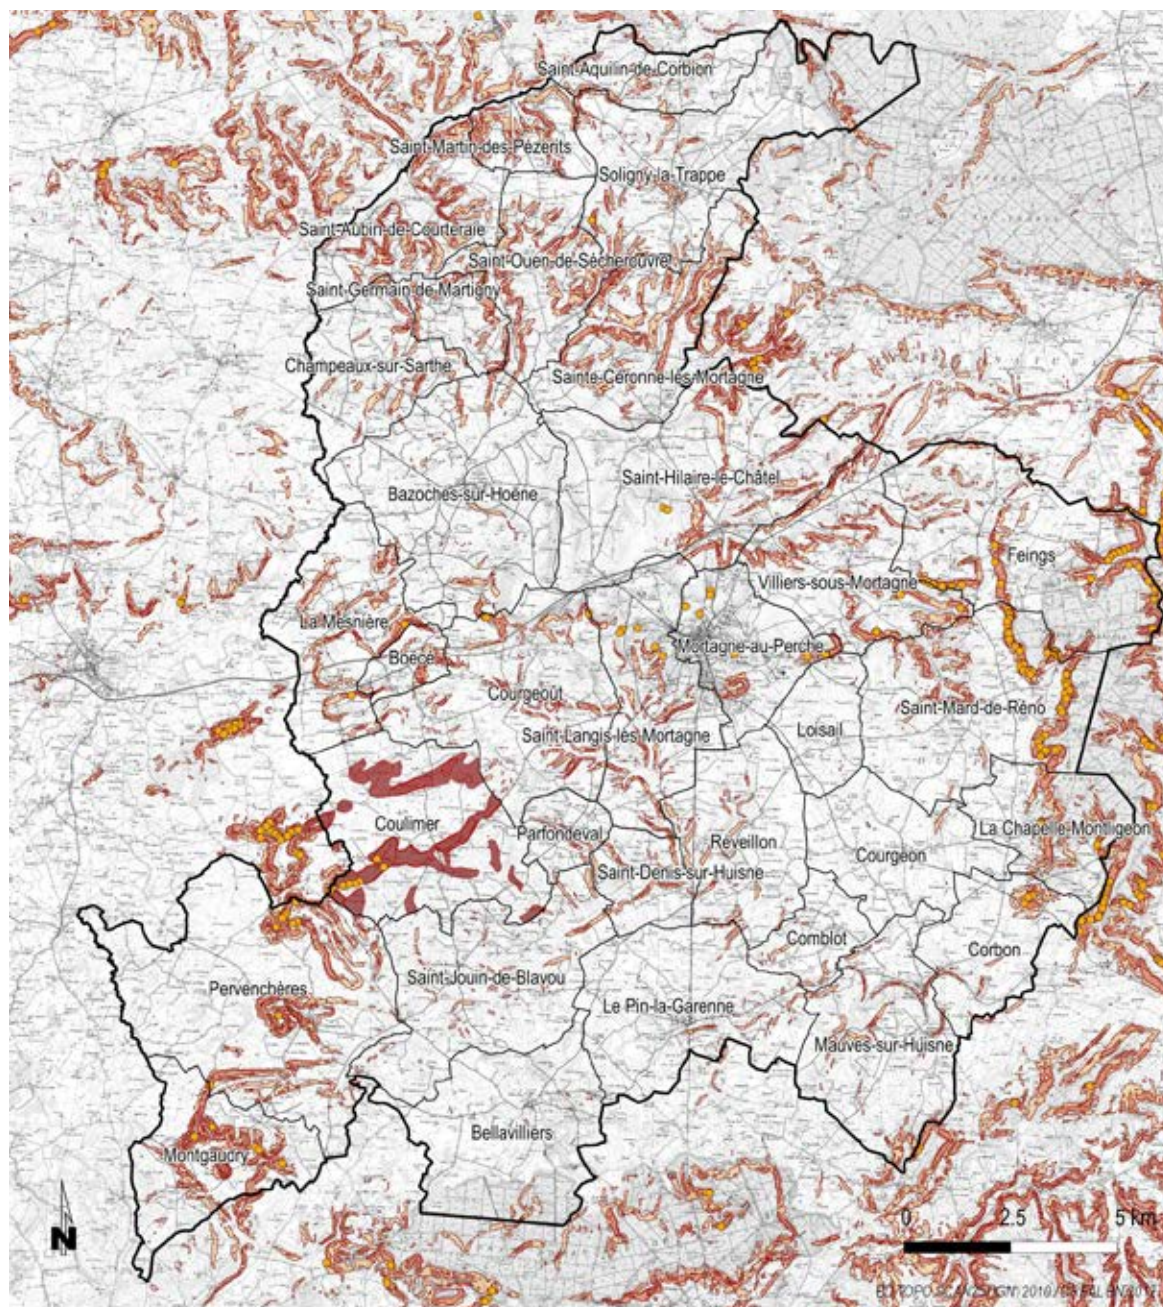 Saint-Aquilin-de-Corbion
Saint-Martin-des-Pézerits
Soligny-la-Trappe
Saint-Aubin-de-Courteraie
Saint-Ouen-de-Sécherouvre
Saint-Germain-de-Martigny
Champeaux-sur-Sarthe
Sainte-Céronne-lès-Mortagne
Saint-Hilaire-le-Châtel
Bazoches-sur-Hoëne
Feings
Villiers-sous-Mortagne
La Mesnière
Mortagne-au-Perche
Boëcé
Courgeoût
Saint-Mard-de-Réno
Loisail
Saint-Langis-lès-Mortagne
Coulimer
Parfondeval
La Chapelle-Montligeon
Réveillon
Courgeon
Saint-Denis-sur-Huisne
Comblot
Corbon
Saint-Jouin-de-Blavou
Pervenchères
Le Pin-la-Garenne
Mauves-sur-Huisne
Bellavilliers
Montgaudry
N
0 2.5 5 km